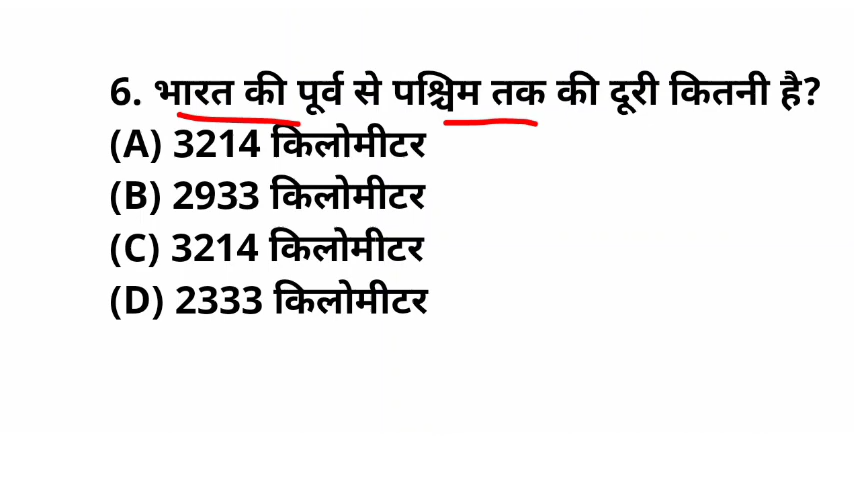 6. भारत की पूर्व से पश्चिम तक की दूरी कितनी है?
(A) 3214 किलोमीटर
(B) 2933 किलोमीटर
(C) 3214 किलोमीटर
(D) 2333 किलोमीटर